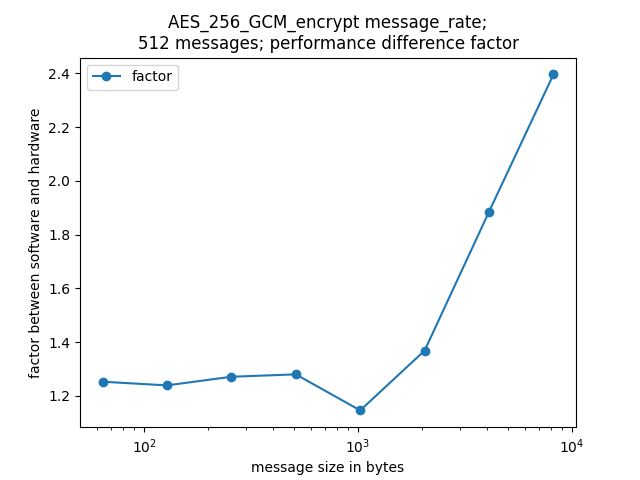 AES_256_GCM_encrypt message_rate;
512 messages; performance difference factor
factor
factor between software and hardware
2.4
2.2
2.0
1.8
1.6
1.4
1.2
10²
10³
10⁴
message size in bytes